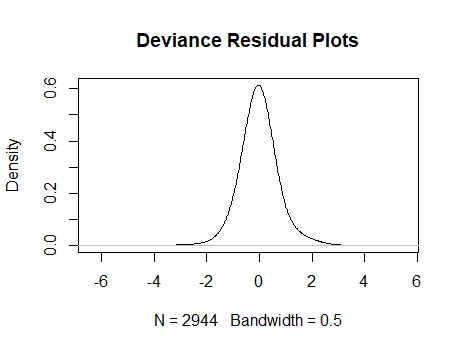 Deviance Residual Plots
Density
0.6
0.4
0.2
0.0
-6 -4 -2 0 2 4 6
N = 2944 Bandwidth = 0.5